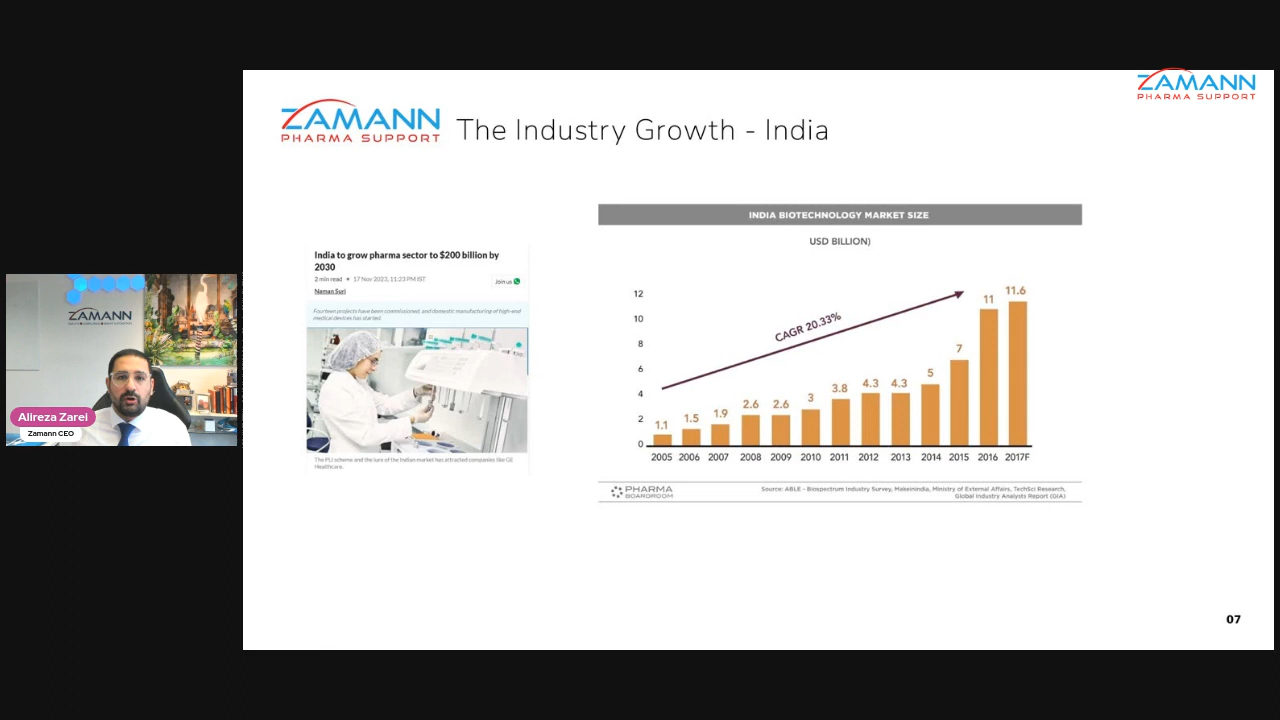 ZAMANN
PHARMA SUPPORT
ZAMANN
PHARMA SUPPORT
The Industry Growth - India
India to grow pharma sector to $200 billion by
2030
2 min read • 17 Nov 2023, 11:23 PM IST
Join us
Naman Suri
Fourteen projects have been commissioned, and domestic manufacturing of high-end
medical devices has started.
The PLI scheme and the lure of the Indian market has attracted companies like GE
Healthcare.
INDIA BIOTECHNOLOGY MARKET SIZE
USD BILLION)
12
10
8
6
4
2
0
CAGR 20.33%
1.1 1.5 1.9 2.6 2.6 3 3.8 4.3 4.3 5 7 11 11.6
2005 2006 2007 2008 2009 2010 2011 2012 2013 2014 2015 2016 2017F
PHARMA
BOARDROOM
Source: ABLE - Biospectrum Industry Survey, Makeinindia, Ministry of External Affairs, TechSci Research,
Global Industry Analysts Report (GIA)
07
ZAMANN
Alireza Zarei
Zamann CEO